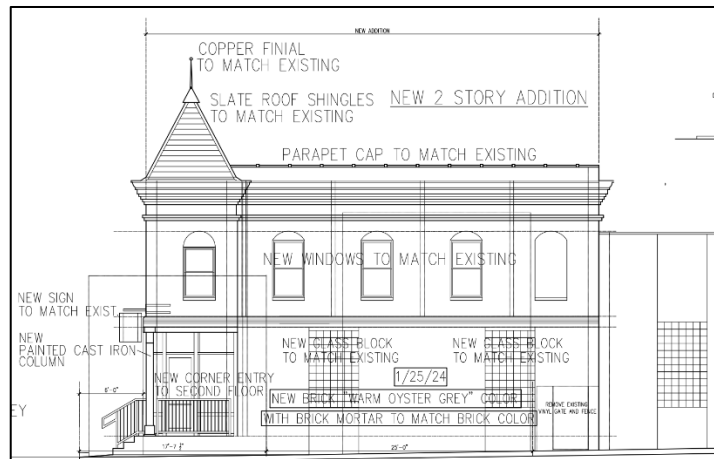 NEW ADDITION
COPPER FINIAL
TO MATCH EXISTING
SLATE ROOF SHINGLES
TO MATCH EXISTING
NEW 2 STORY ADDITION
PARAPET CAP TO MATCH EXISTING
NEW WINDOWS TO MATCH EXISTING
NEW SIGN
TO MATCH EXIST.
NEW
PAINTED CAST IRON
COLUMN
NEW GLASS BLOCK
TO MATCH EXISTING
NEW GLASS BLOCK
TO MATCH EXISTING
1/25/24
NEW CORNER ENTRY
TO SECOND FLOOR
NEW BRICK "WARM OYSTER GREY" COLOR
WITH BRICK MORTAR TO MATCH BRICK COLOR
REMOVE EXISTING
VINYL GATE AND FENCE
6'-0"
EY
25'-0"